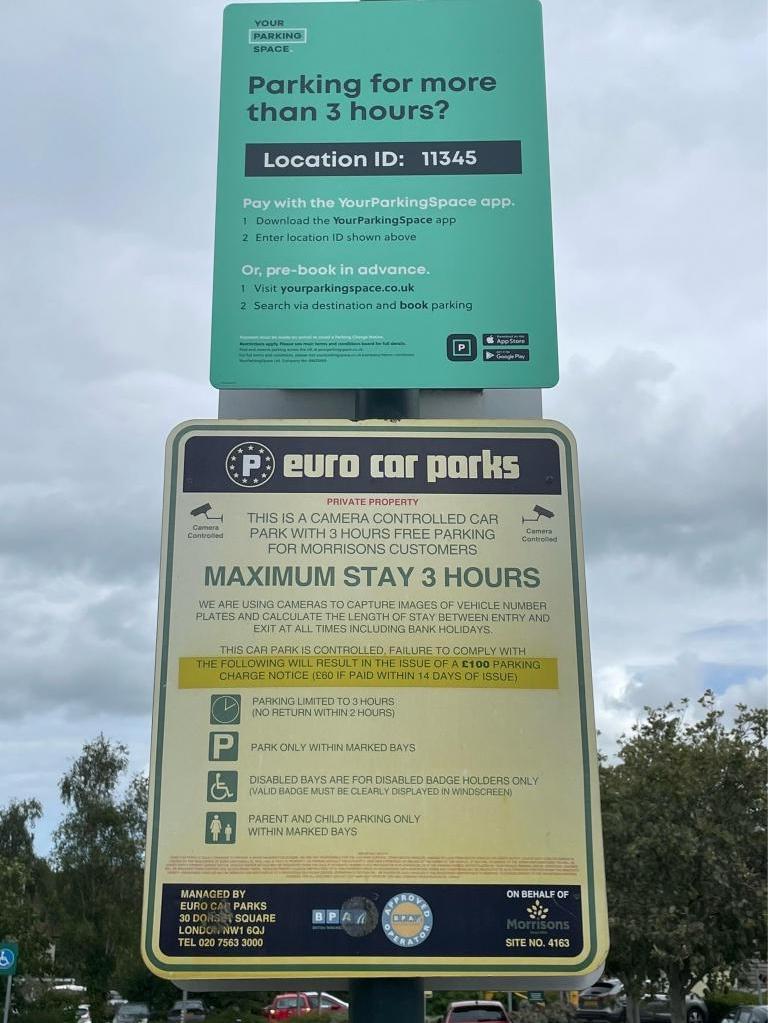 YOUR
PARKING
SPACE.
Parking for more
than 3 hours?
Location ID: 11345
Pay with the YourParkingSpace app.
1 Download the YourParkingSpace app
2 Enter location ID shown above
Or, pre-book in advance.
1 Visit yourparkingspace.co.uk
2 Search via destination and book parking
P
App Store
Google Play
P euro car parks
PRIVATE PROPERTY
Camera
Controlled
THIS IS A CAMERA CONTROLLED CAR
PARK WITH 3 HOURS FREE PARKING
FOR MORRISONS CUSTOMERS
Camera
Controlled
MAXIMUM STAY 3 HOURS
WE ARE USING CAMERAS TO CAPTURE IMAGES OF VEHICLE NUMBER
PLATES AND CALCULATE THE LENGTH OF STAY BETWEEN ENTRY AND
EXIT AT ALL TIMES INCLUDING BANK HOLIDAYS.
THIS CAR PARK IS CONTROLLED, FAILURE TO COMPLY WITH
THE FOLLOWING WILL RESULT IN THE ISSUE OF A £100 PARKING
CHARGE NOTICE (£60 IF PAID WITHIN 14 DAYS OF ISSUE)
PARKING LIMITED TO 3 HOURS
(NO RETURN WITHIN 2 HOURS)
P
PARK ONLY WITHIN MARKED BAYS
DISABLED BAYS ARE FOR DISABLED BADGE HOLDERS ONLY
(VALID BADGE MUST BE CLEARLY DISPLAYED IN WINDSCREEN)
PARENT AND CHILD PARKING ONLY
WITHIN MARKED BAYS
MANAGED BY
EURO CAR PARKS
30 DORSET SQUARE
LONDON NW1 6QJ
TEL 020 7563 3000
BPA
APPROVED
BPA
OPERATOR
ON BEHALF OF
Morrisons
SITE NO. 4163